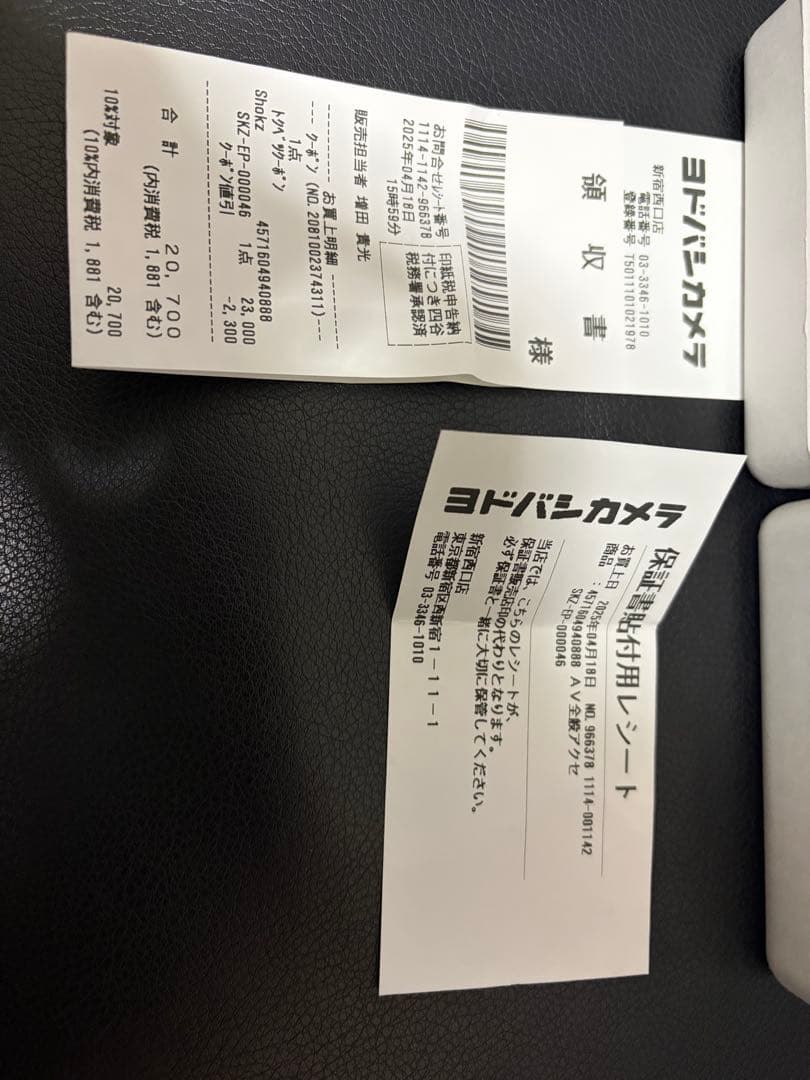 ヨドバシカメラ
新宿西口店
電話番号 03-3346-1010
登録番号 T5011101021978
領 収 書
様
お問合せレシート番号
1114-1142-966378
2025年04月18日
15時59分
印紙税申告納
付につき四谷
税務署承認済
販売担当者 増田 貴光
---------- お買上明細 ----------
--- クーポン (NO. 2081002374311)---
1点
トクベツクーポン
Shokz 4571604940888
SKZ-EP-000046 1点 23,000
クーポン値引 -2,300
合 計 20,700
(内消費税 1,881 含む)
10%対象 20,700
(10%内消費税 1,881 含む)
ヨドバシカメラ
保証書貼付用レシート
お買上日 2025年04月18日 NO. 966378 1114-001142
商品 : 4571604940888 AV全般アクセ
SKZ-EP-000046
当店では、こちらのレシートが、
保証書販売店印の代わりとなります。
必ず保証書と一緒に大切に保管してください。
新宿西口店
東京都新宿区西新宿1-11-1
電話番号 03-3346-1010